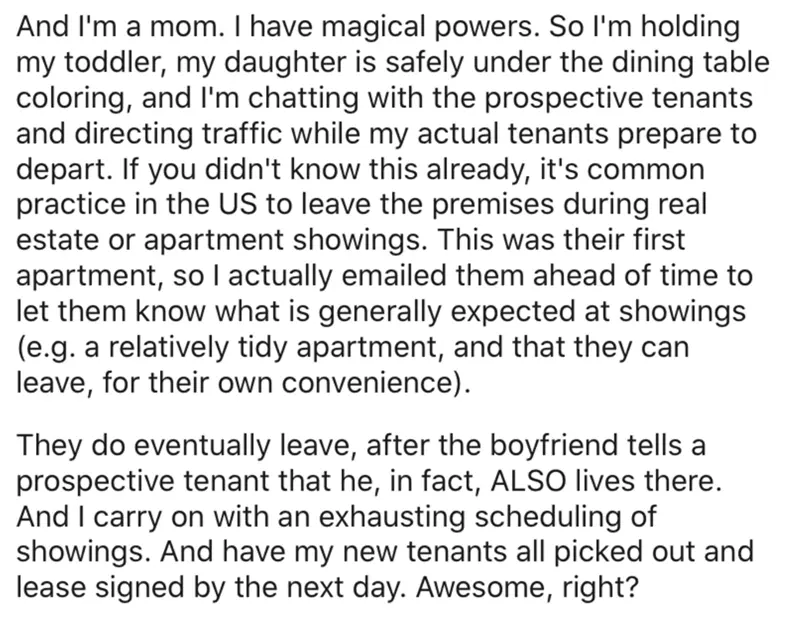 And I'm a mom. I have magical powers. So I'm holding
my toddler, my daughter is safely under the dining table
coloring, and I'm chatting with the prospective tenants
and directing traffic while my actual tenants prepare to
depart. If you didn't know this already, it's common
practice in the US to leave the premises during real
estate or apartment showings. This was their first
apartment, so I actually emailed them ahead of time to
let them know what is generally expected at showings
(e.g. a relatively tidy apartment, and that they can
leave, for their own convenience).
They do eventually leave, after the boyfriend tells a
prospective tenant that he, in fact, ALSO lives there.
And I carry on with an exhausting scheduling of
showings. And have my new tenants all picked out and
lease signed by the next day. Awesome, right?